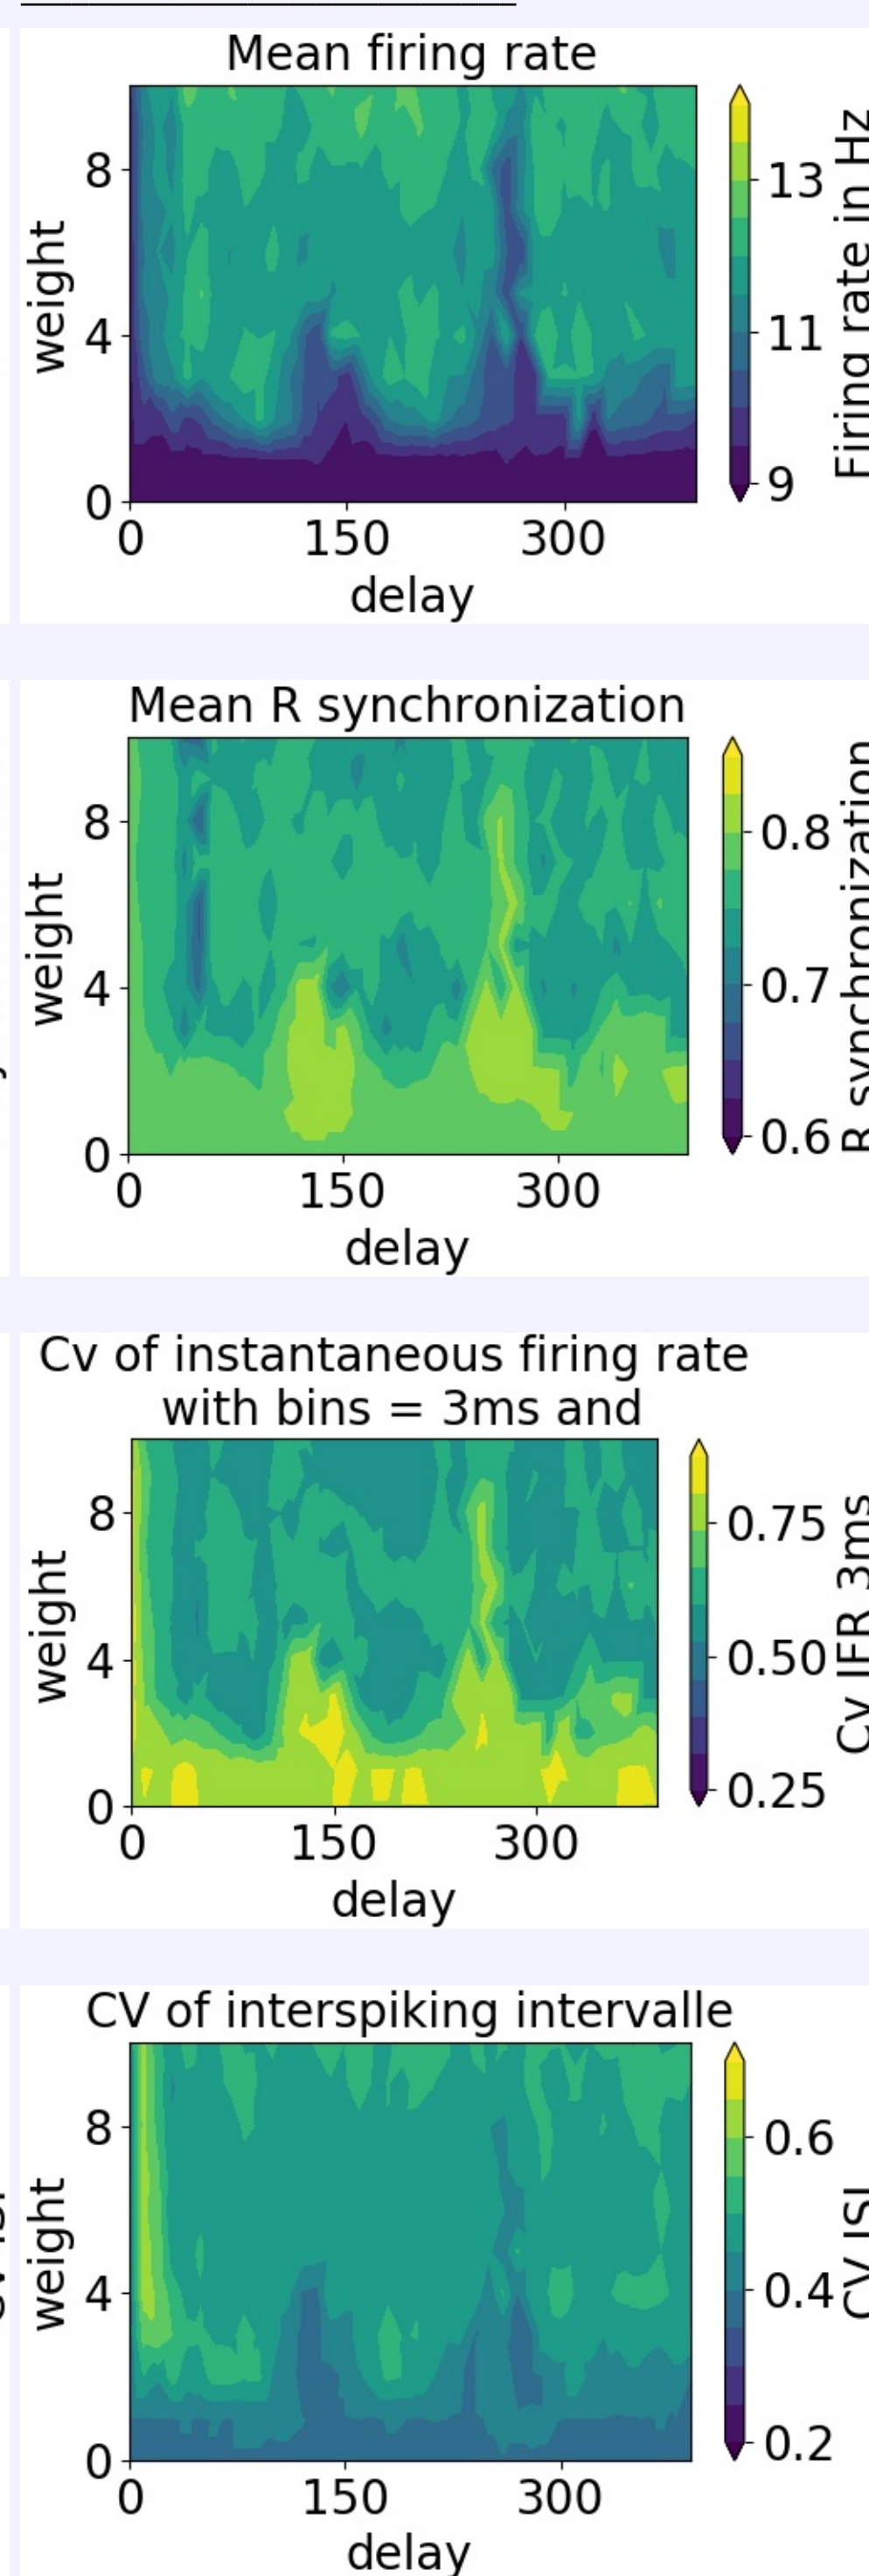 Mean firing rate
8
4
0
0 150 300
weight
delay
13
11
9
Firing rate in Hz
Mean R synchronization
8
4
0
0 150 300
weight
delay
0.8
0.7
0.6
R synchronization
Cv of instantaneous firing rate
with bins = 3ms and
8
4
0
0 150 300
weight
delay
0.75
0.50
0.25
Cv IFR 3ms
CV of interspiking intervalle
8
4
0
0 150 300
weight
delay
0.6
0.4
0.2
CV ISI